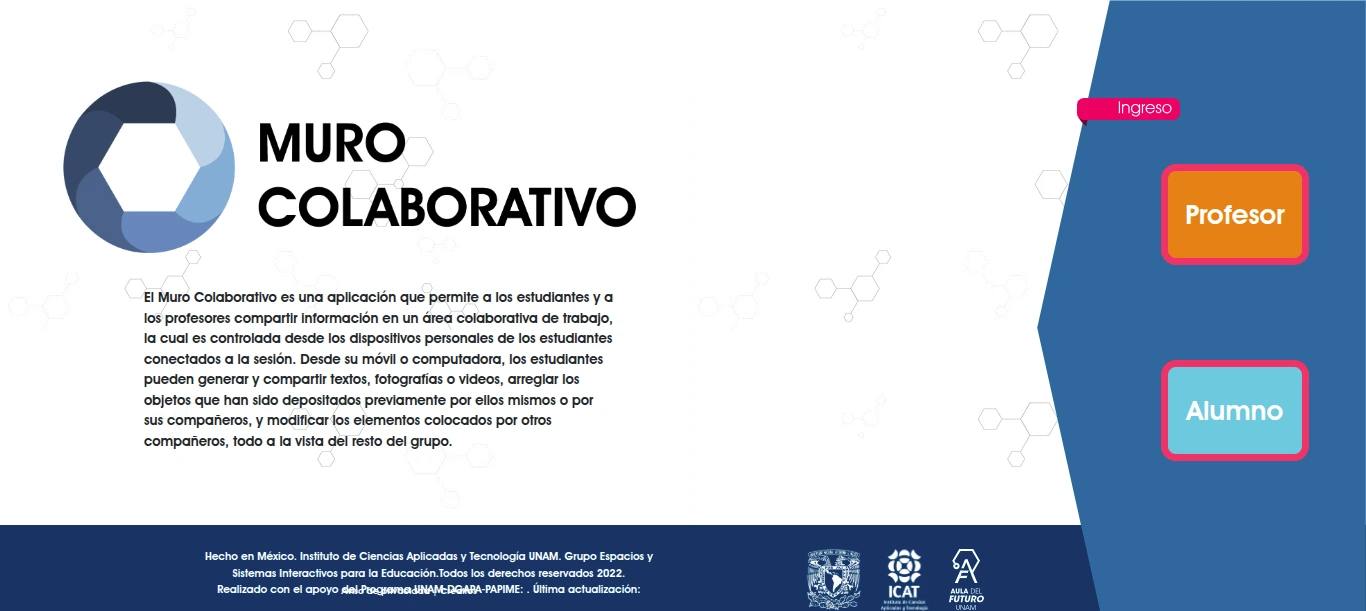 MURO
COLABORATIVO
El Muro Colaborativo es una aplicación que permite a los estudiantes y a
los profesores compartir información en un área colaborativa de trabajo,
la cual es controlada desde los dispositivos personales de los estudiantes
conectados a la sesión. Desde su móvil o computadora, los estudiantes
pueden generar y compartir textos, fotografías o videos, arreglar los
objetos que han sido depositados previamente por ellos mismos o por
sus compañeros, y modificar los elementos colocados por otros
compañeros, todo a la vista del resto del grupo.
Ingreso
Profesor
Alumno
Hecho en México. Instituto de Ciencias Aplicadas y Tecnología UNAM. Grupo Espacios y
Sistemas Interactivos para la Educación.Todos los derechos reservados 2022.
Realizado con el apoyo del Programa UNAM-DGAPA-PAPIME: . Última actualización:
ICAT
Instituto de Ciencias
Aplicadas y Tecnología
AULA DEL
FUTURO
UNAM